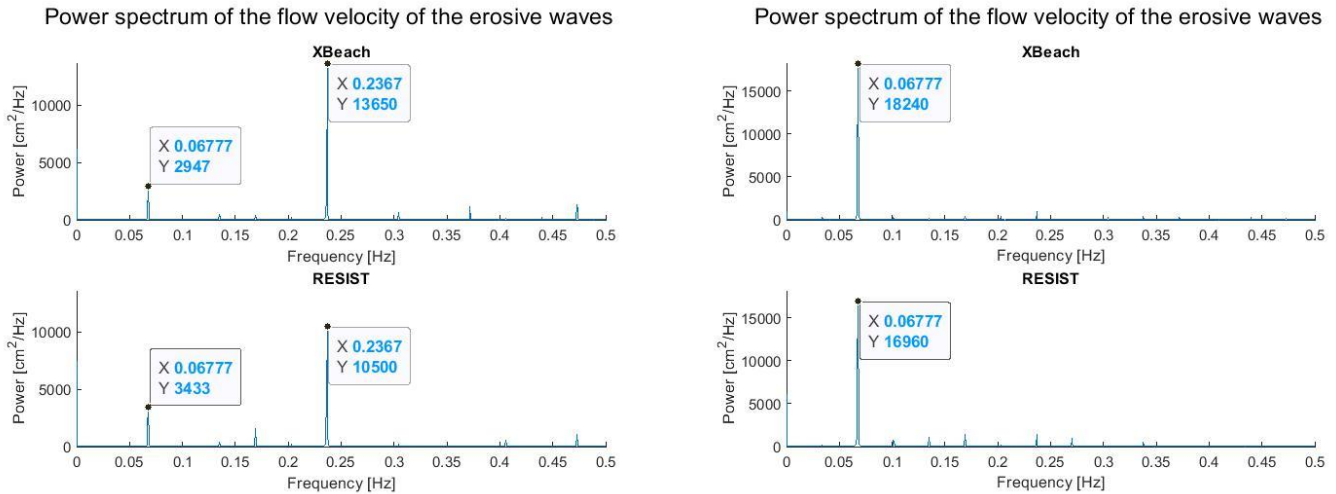 Power spectrum of the flow velocity of the erosive waves
XBeach
Power [cm²/Hz]
10000
5000
0
X 0.2367
Y 13650
X 0.06777
Y 2947
0 0.05 0.1 0.15 0.2 0.25 0.3 0.35 0.4 0.45 0.5
Frequency [Hz]
RESIST
Power [cm²/Hz]
10000
5000
0
X 0.2367
Y 10500
X 0.06777
Y 3433
0 0.05 0.1 0.15 0.2 0.25 0.3 0.35 0.4 0.45 0.5
Frequency [Hz]
Power spectrum of the flow velocity of the erosive waves
XBeach
Power [cm²/Hz]
15000
10000
5000
0
X 0.06777
Y 18240
0 0.05 0.1 0.15 0.2 0.25 0.3 0.35 0.4 0.45 0.5
Frequency [Hz]
RESIST
Power [cm²/Hz]
15000
10000
5000
0
X 0.06777
Y 16960
0 0.05 0.1 0.15 0.2 0.25 0.3 0.35 0.4 0.45 0.5
Frequency [Hz]